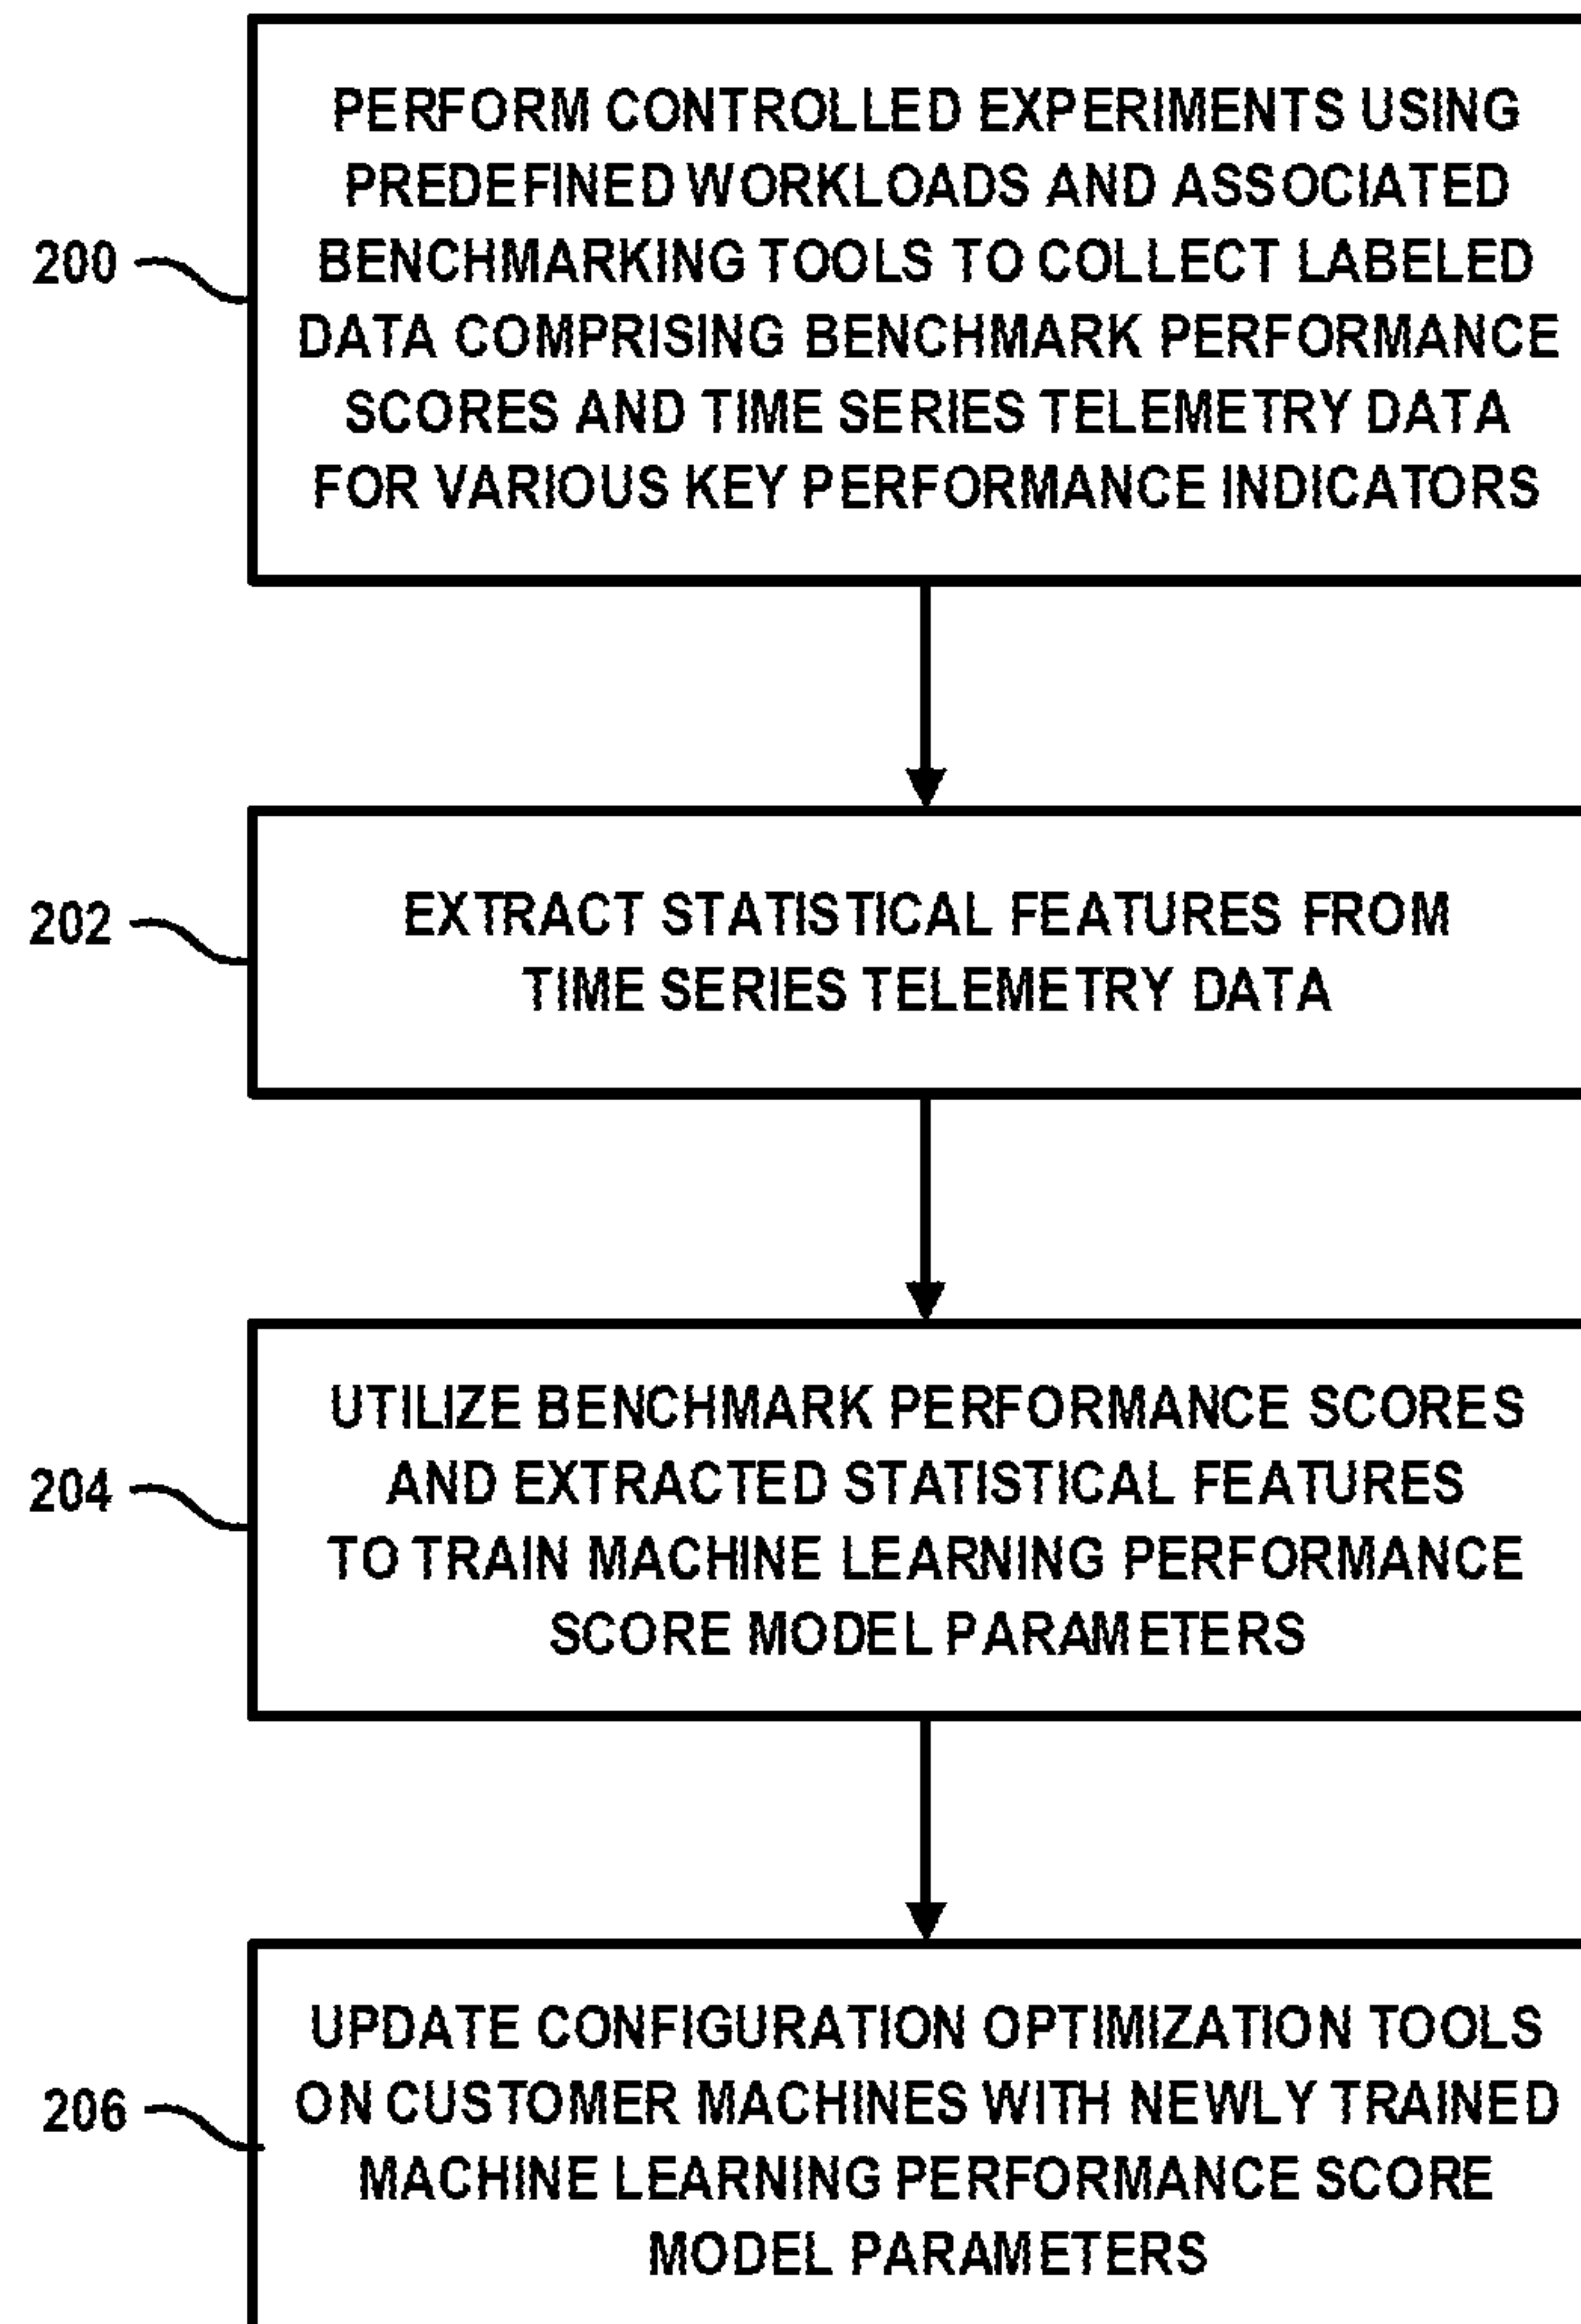 PERFORM CONTROLLED EXPERIMENTS USING
PREDEFINED WORKLOADS AND ASSOCIATED
200
BENCHMARKING TOOLS TO COLLECT LABELED
DATA COMPRISING BENCHMARK PERFORMANCE
SCORES AND TIME SERIES TELEMETRY DATA
FOR VARIOUS KEY PERFORMANCE INDICATORS
202
EXTRACT STATISTICAL FEATURES FROM
TIME SERIES TELEMETRY DATA
UTILIZE BENCHMARK PERFORMANCE SCORES
AND EXTRACTED STATISTICAL FEATURES
204
TO TRAIN MACHINE LEARNING PERFORMANCE
SCORE MODEL PARAMETERS
UPDATE CONFIGURATION OPTIMIZATION TOOLS
206
ON CUSTOMER MACHINES WITH NEWLY TRAINED
MACHINE LEARNING PERFORMANCE SCORE
MODEL PARAMETERS